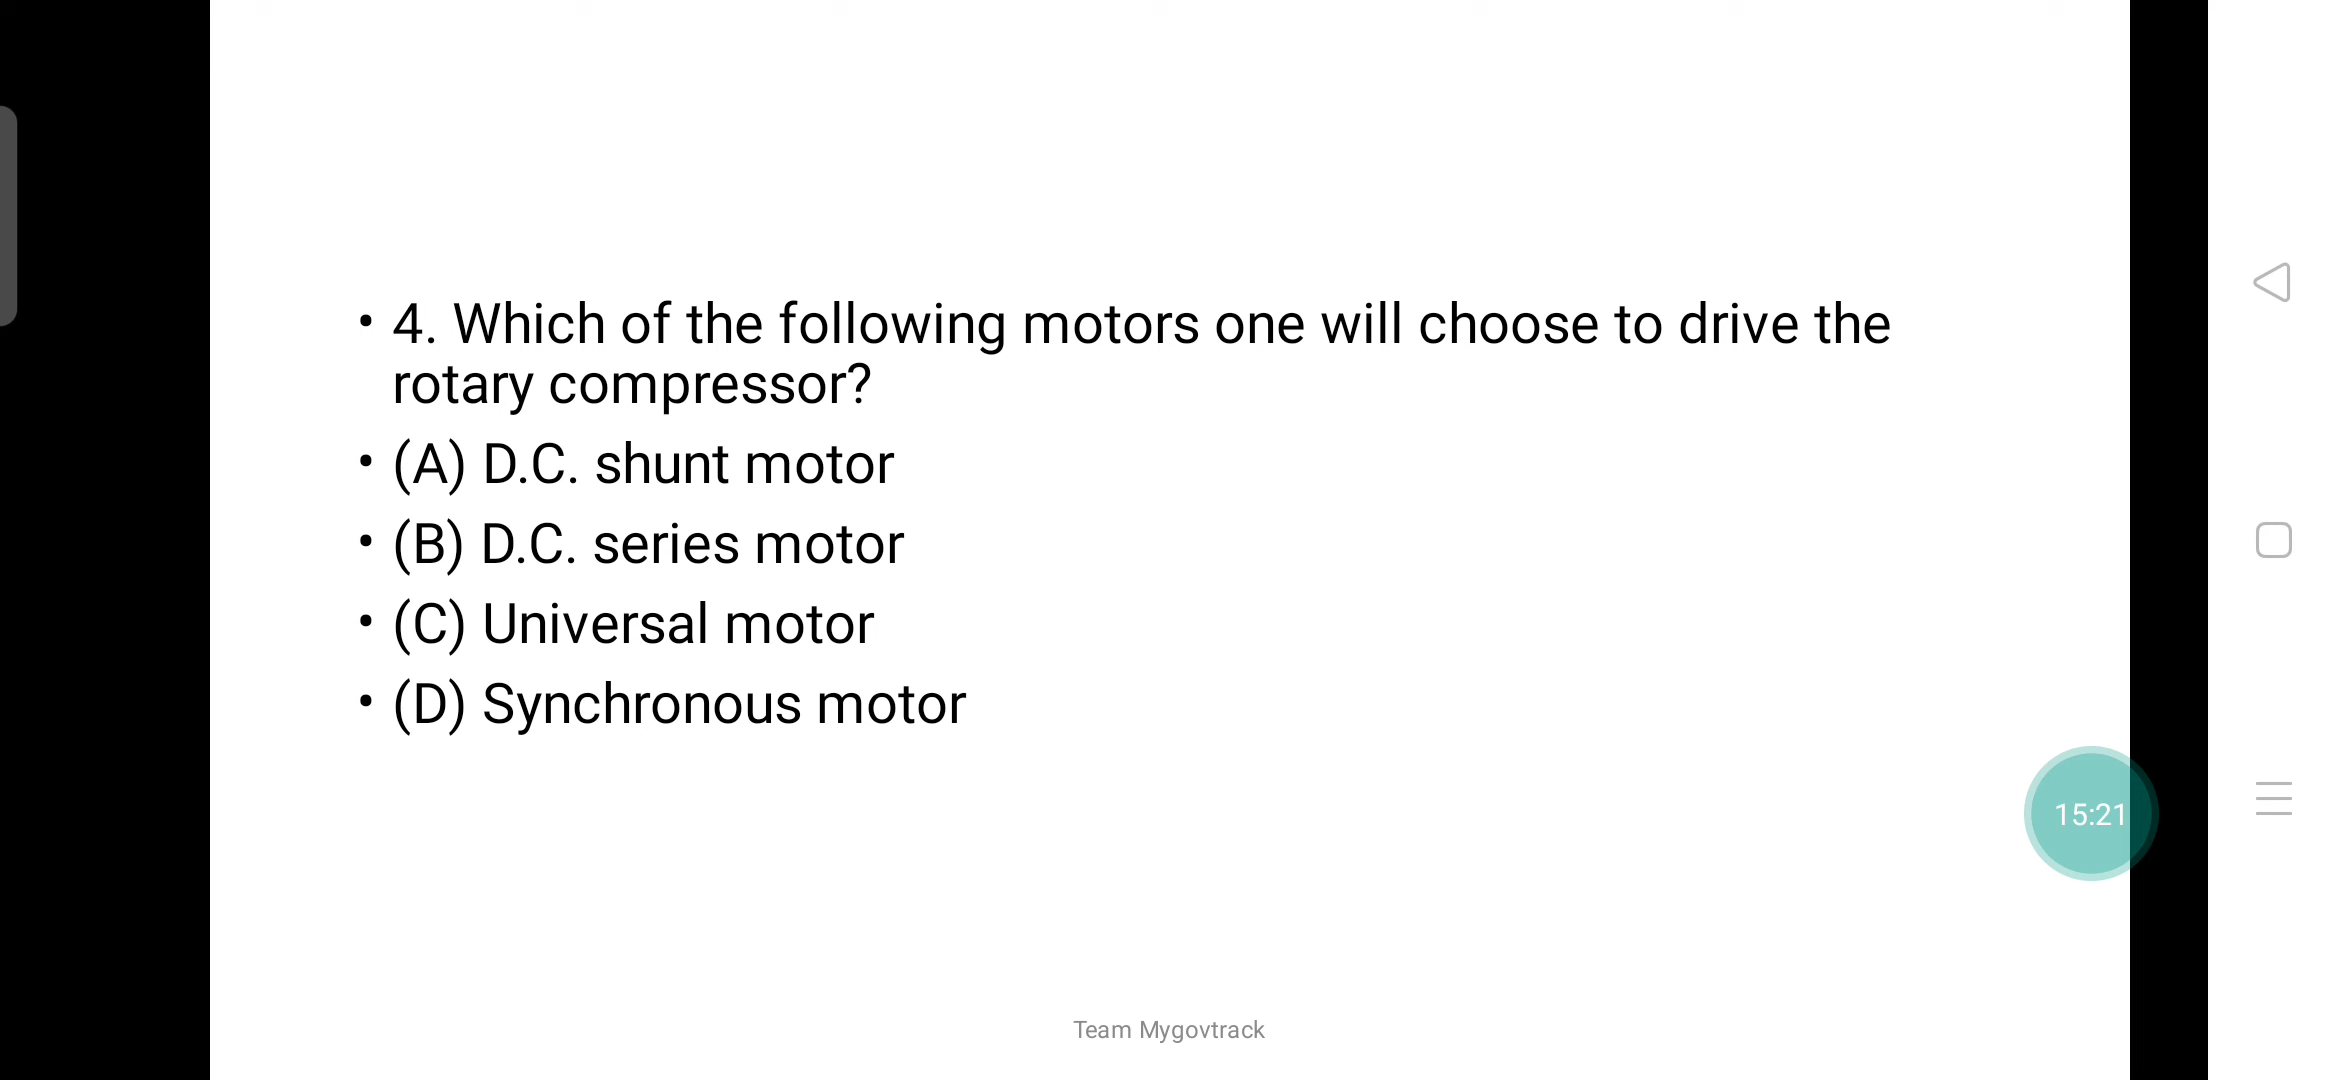 • 4. Which of the following motors one will choose to drive the
rotary compressor?
• (A) D.C. shunt motor
• (B) D.C. series motor
• (C) Universal motor
• (D) Synchronous motor
15:21
Team Mygovtrack